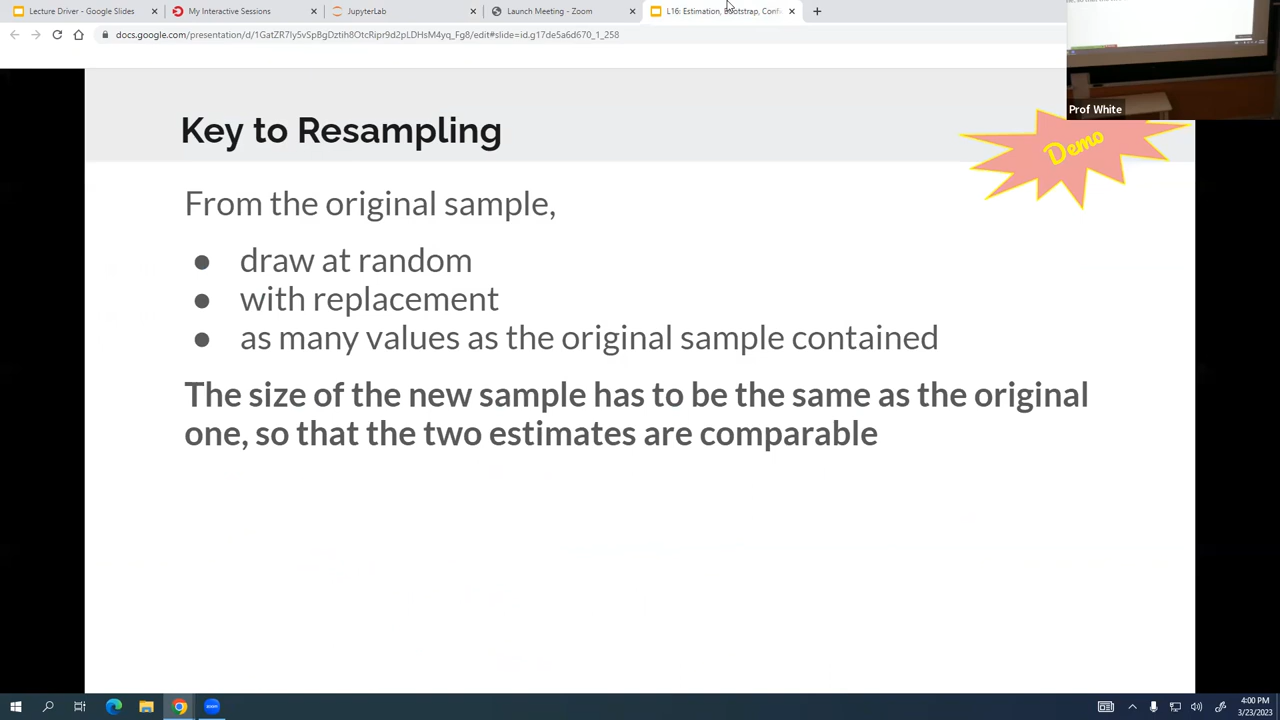 Lecture Driver - Google Slides
My Interactive Sessions
JupyterLab
Launch Meeting - Zoom
L16: Estimation, Bootstrap, Conf
docs.google.com/presentation/d/1GatZR7Iy5vSpBgDztih8OtcRipr9d2pLDHsM4yq_Fg8/edit#slide=id.g17de5a6d670_1_258
Prof White
Key to Resampling
Demo
From the original sample,
● draw at random
● with replacement
● as many values as the original sample contained
The size of the new sample has to be the same as the original
one, so that the two estimates are comparable
4:00 PM
3/23/2023